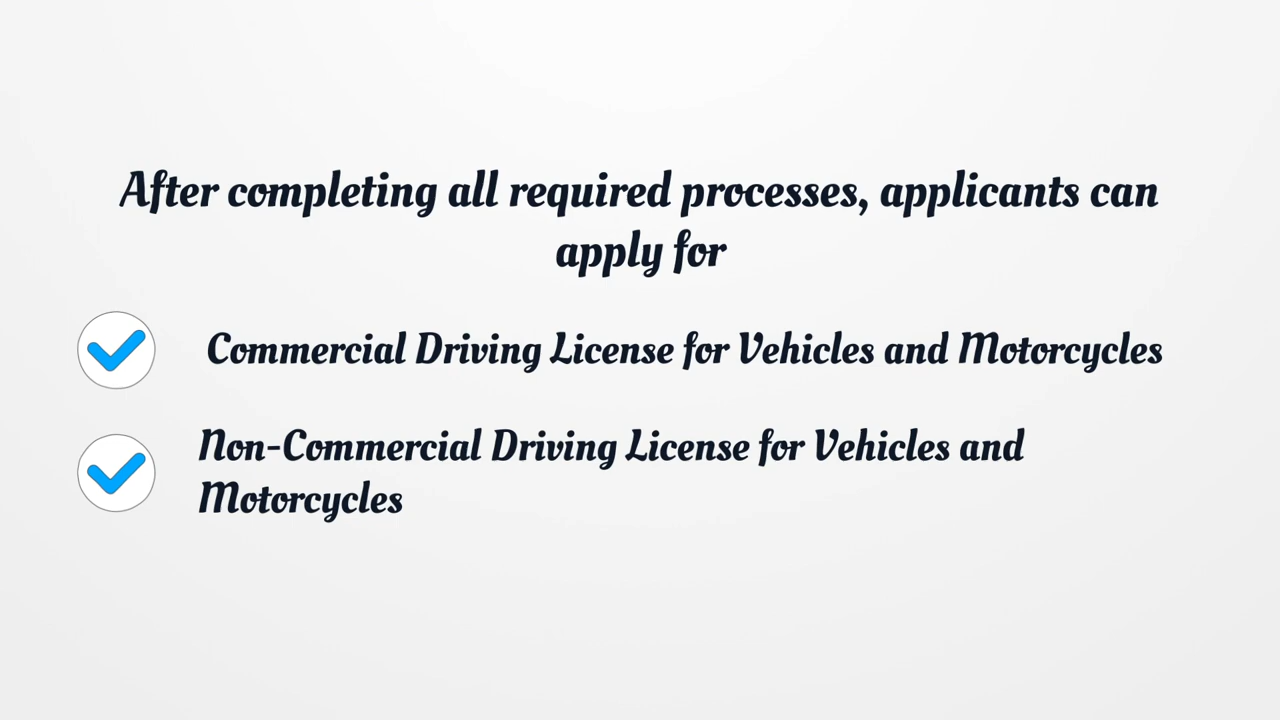 After completing all required processes, applicants can
apply for
Commercial Driving License for Vehicles and Motorcycles
Non-Commercial Driving License for Vehicles and
Motorcycles